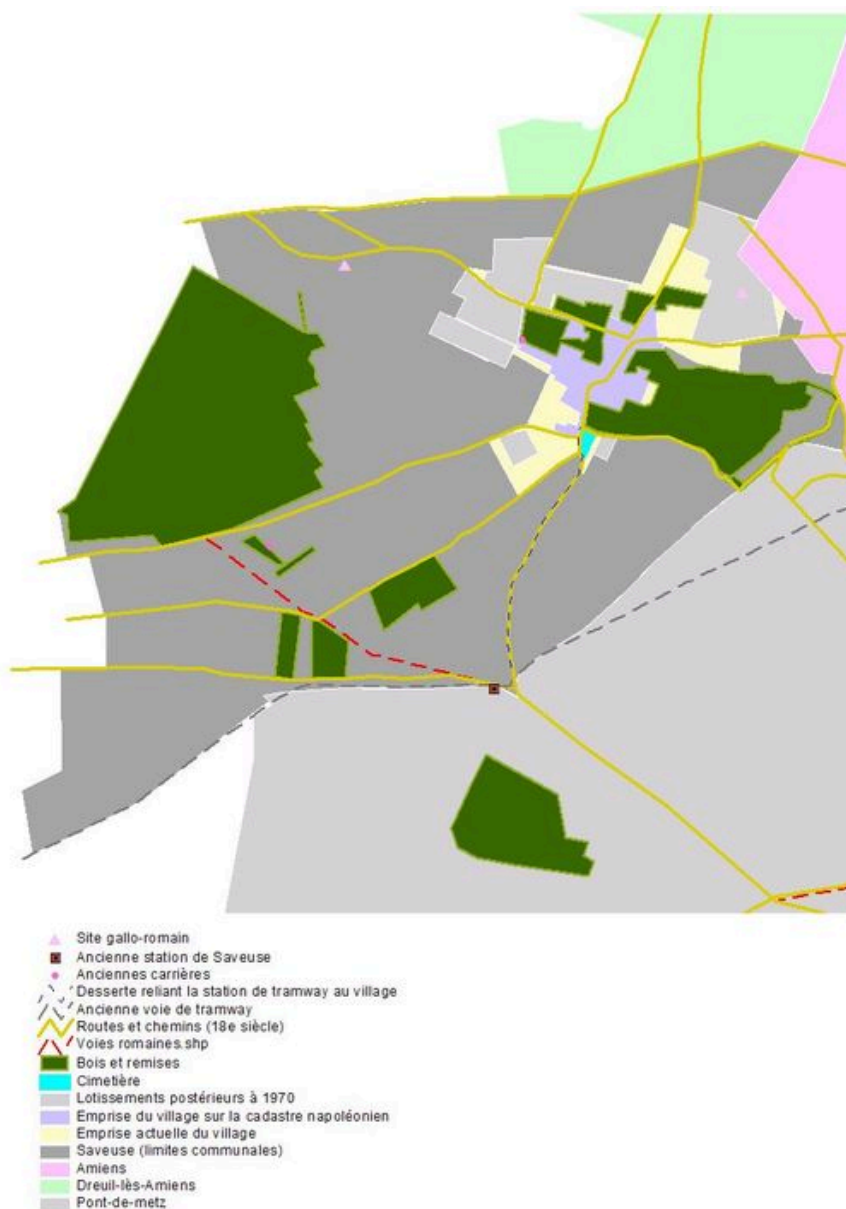 Site gallo-romain
Ancienne station de Saveuse
Anciennes carrières
Desserte reliant la station de tramway au village
Ancienne voie de tramway
Routes et chemins (18e siècle)
Voies romaines.shp
Bois et remises
Cimetière
Lotissements postérieurs à 1970
Emprise du village sur la cadastre napoléonien
Emprise actuelle du village
Saveuse (limites communales)
Amiens
Dreuil-lès-Amiens
Pont-de-metz